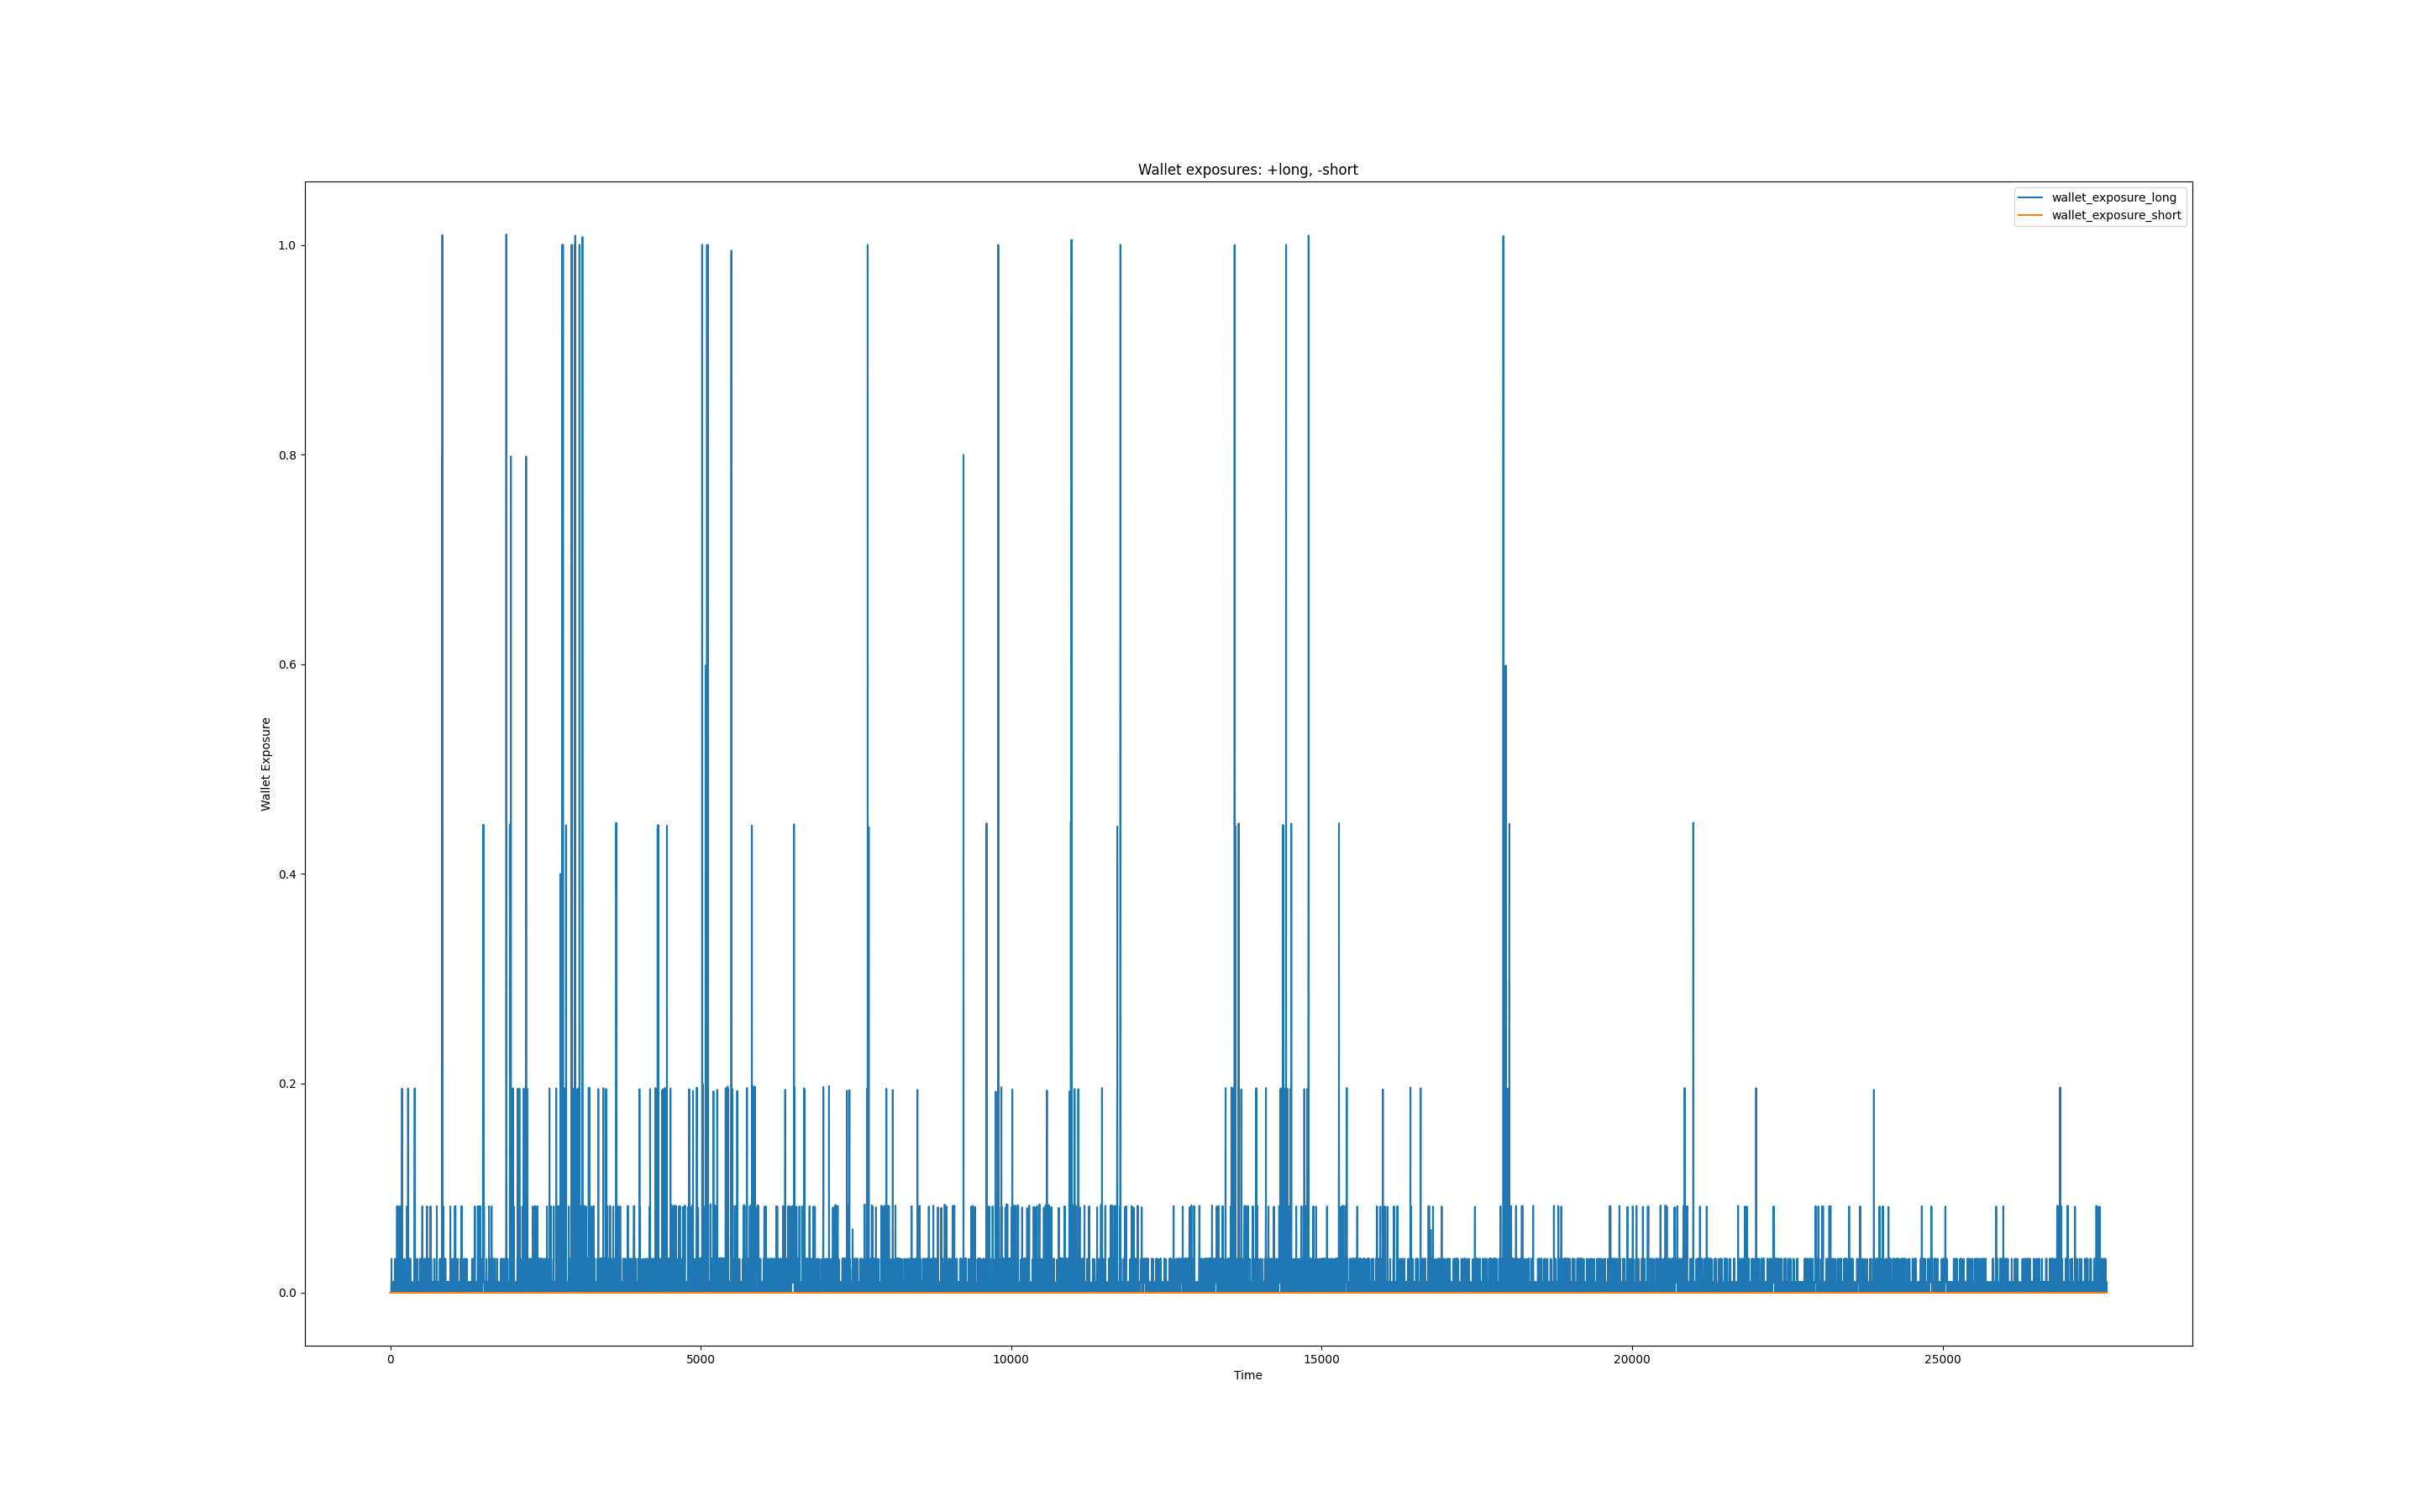 Wallet exposures: +long, -short
wallet_exposure_long
wallet_exposure_short
1.0
0.8
0.6
0.4
0.2
0.0
Wallet Exposure
0 5000 10000 15000 20000 25000
Time